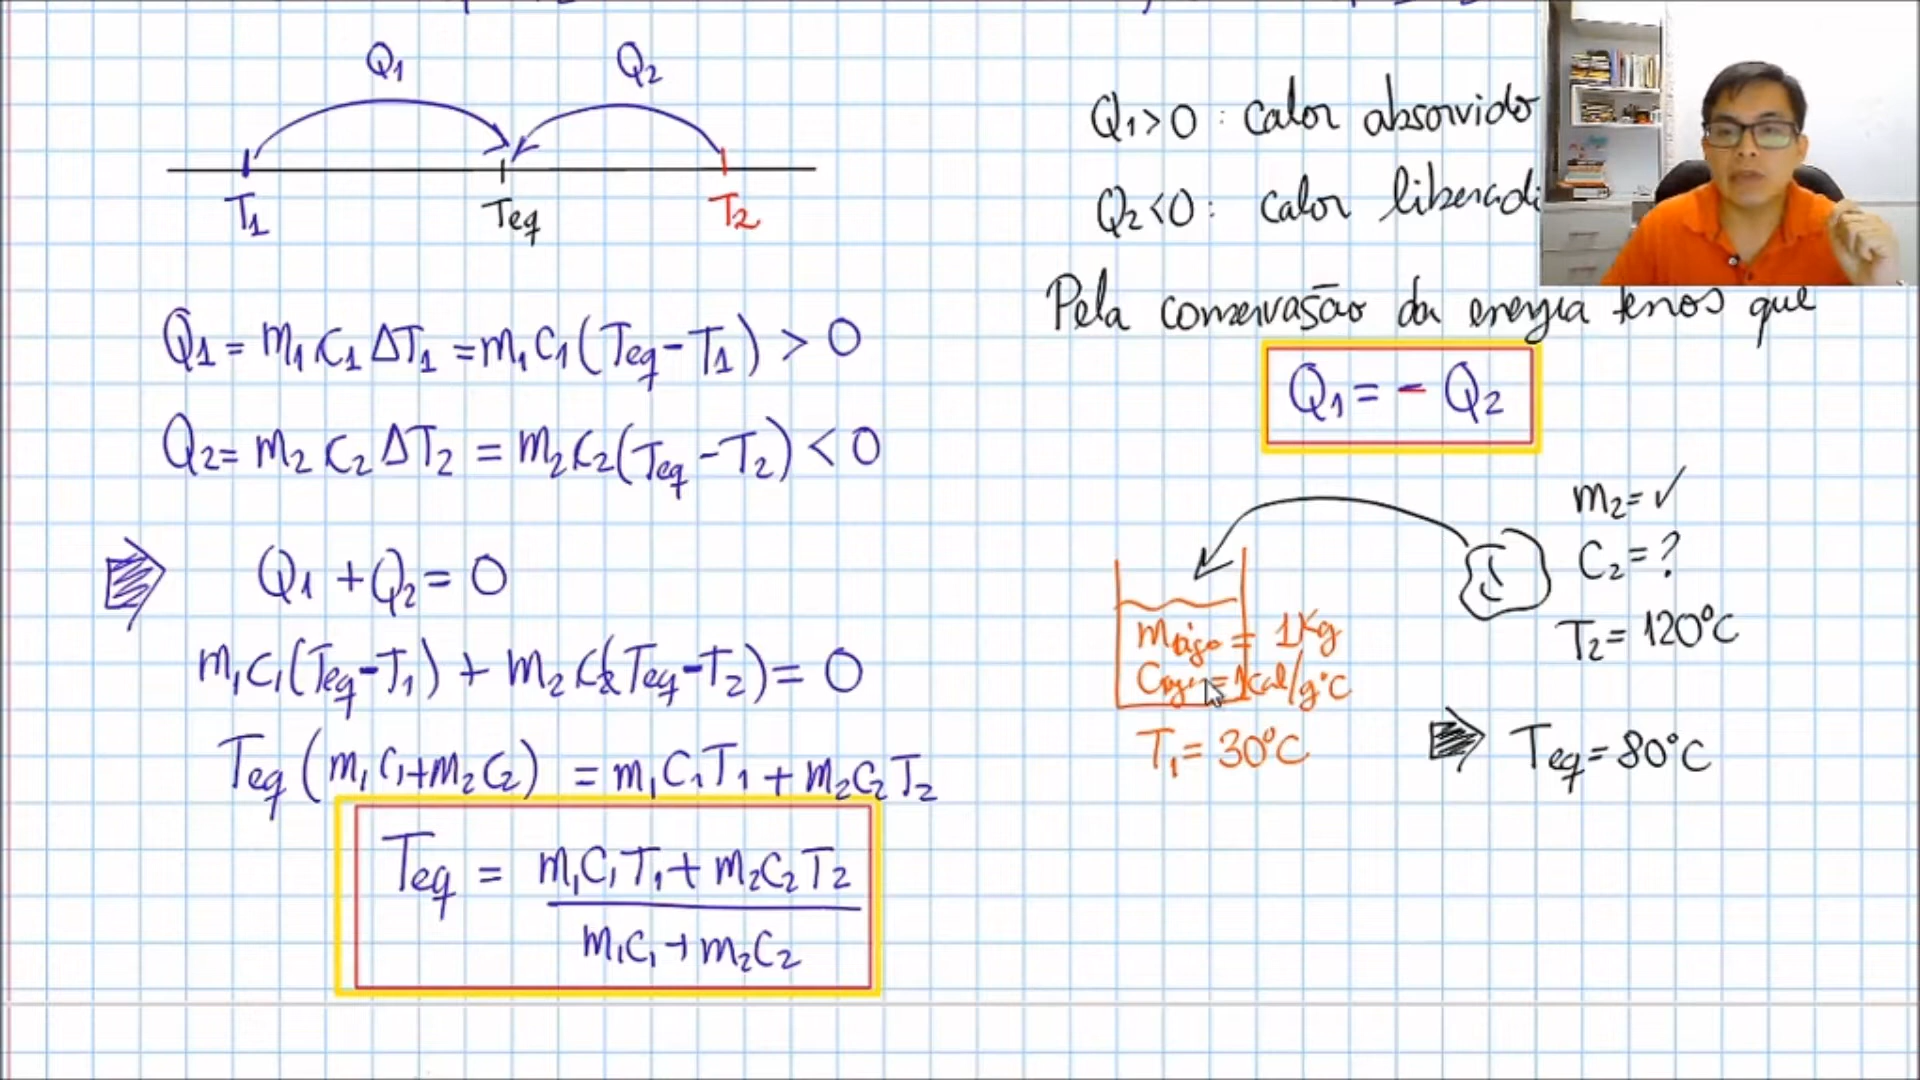 Q₁ Q₂
T₁ Teq T₂
Q₁ = m₁ c₁ ΔT₁ = m₁ c₁ (Teq - T₁) > 0
Q₂ = m₂ c₂ ΔT₂ = m₂ c₂ (Teq - T₂) < 0
Q₁ + Q₂ = 0
m₁ c₁ (Teq - T₁) + m₂ c₂ (Teq - T₂) = 0
Teq (m₁ c₁ + m₂ c₂) = m₁ c₁ T₁ + m₂ c₂ T₂
Teq = m₁ c₁ T₁ + m₂ c₂ T₂
m₁ c₁ + m₂ c₂
Q₁ > 0 : calor absorvido
Q₂ < 0 : calor
Pela conservasão da energia temos que
Q₁ = - Q₂
m₂ = ✓
C₂ = ?
T₂ = 120°C
= 1Kg
= 1cal/g°C
T₁ = 30°C
Teq = 80°C